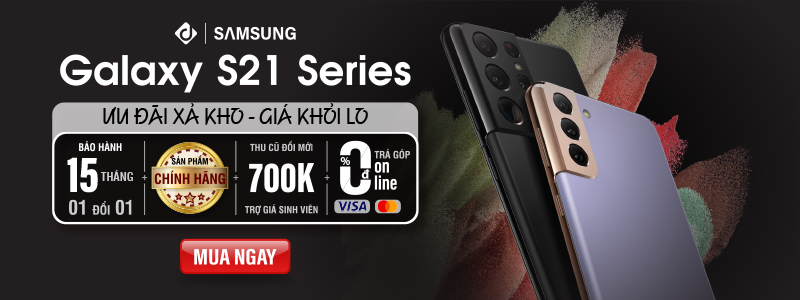 SAMSUNG
Galaxy S21 Series
ƯU ĐÃI XẢ KHO - GIÁ KHỎI LO
BẢO HÀNH
15 THÁNG
01 ĐỔI 01
+
SẢN PHẨM
CHÍNH HÃNG
+
THU CŨ ĐỔI MỚI
700K
TRỢ GIÁ SINH VIÊN
+
0% đ
TRẢ GÓP
on
line
VISA
MUA NGAY